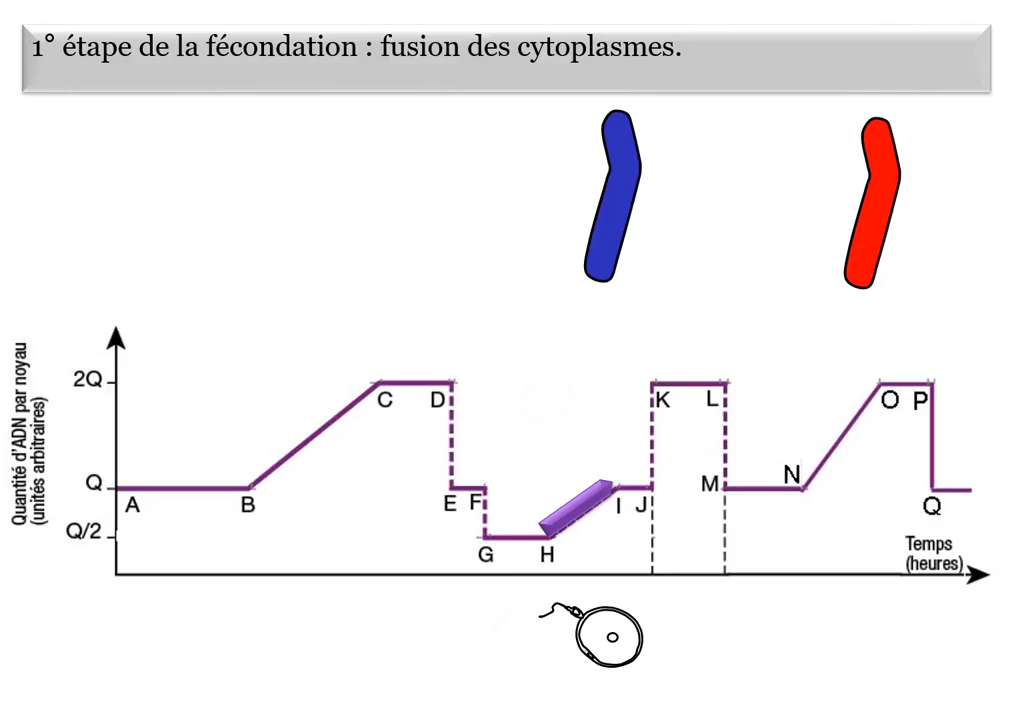 1° étape de la fécondation : fusion des cytoplasmes.
Quantité d'ADN par noyau
(unités arbitraires)
2Q
Q
Q/2
A
B
C
D
E
F
G
H
I
J
K
L
M
N
O
P
Q
Temps
(heures)